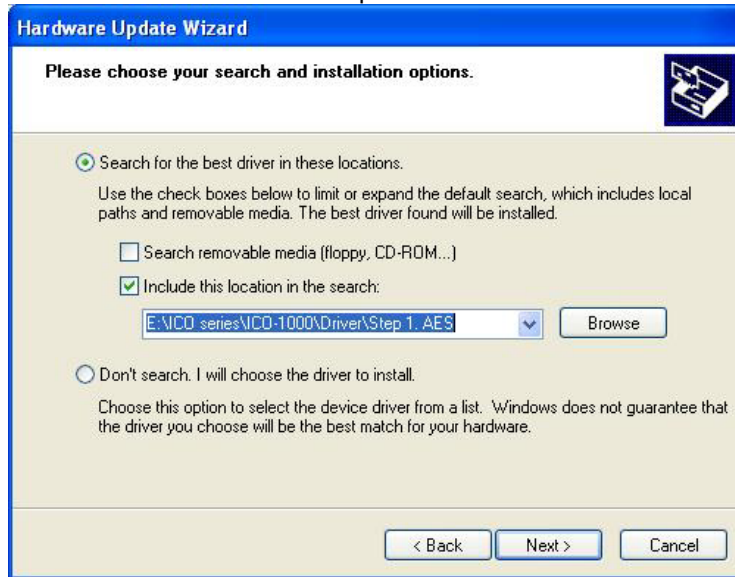 Hardware Update Wizard
Please choose your search and installation options.
Search for the best driver in these locations.
Use the check boxes below to limit or expand the default search, which includes local
paths and removable media. The best driver found will be installed.
Search removable media (floppy, CD-ROM...)
Include this location in the search:
E:\ICO series\ICO-1000\Driver\Step 1. AES
Browse
Don't search. I will choose the driver to install.
Choose this option to select the device driver from a list. Windows does not guarantee that
the driver you choose will be the best match for your hardware.
< Back Next > Cancel